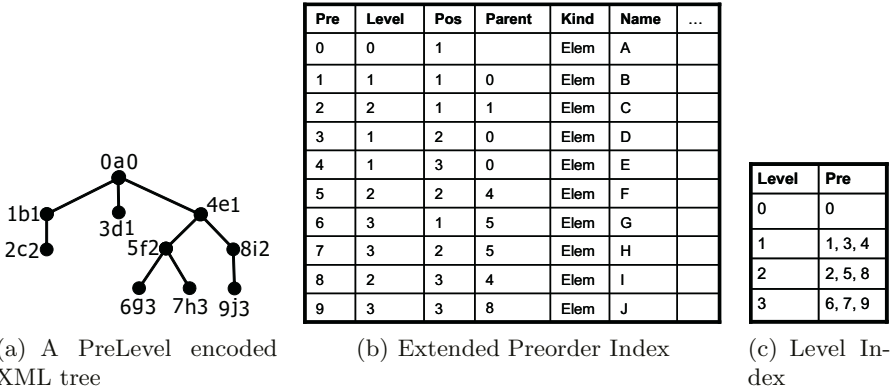 0a0
1b1
3d1
4e1
2c2
5f2
8i2
6g3 7h3 9j3
(a) A PreLevel encoded
XML tree
Pre Level Pos Parent Kind Name ...
0 0 1 Elem A
1 1 1 0 Elem B
2 2 1 1 Elem C
3 1 2 0 Elem D
4 1 3 0 Elem E
5 2 2 4 Elem F
6 3 1 5 Elem G
7 3 2 5 Elem H
8 2 3 4 Elem I
9 3 3 8 Elem J
(b) Extended Preorder Index
Level Pre
0 0
1 1, 3, 4
2 2, 5, 8
3 6, 7, 9
(c) Level In-
dex